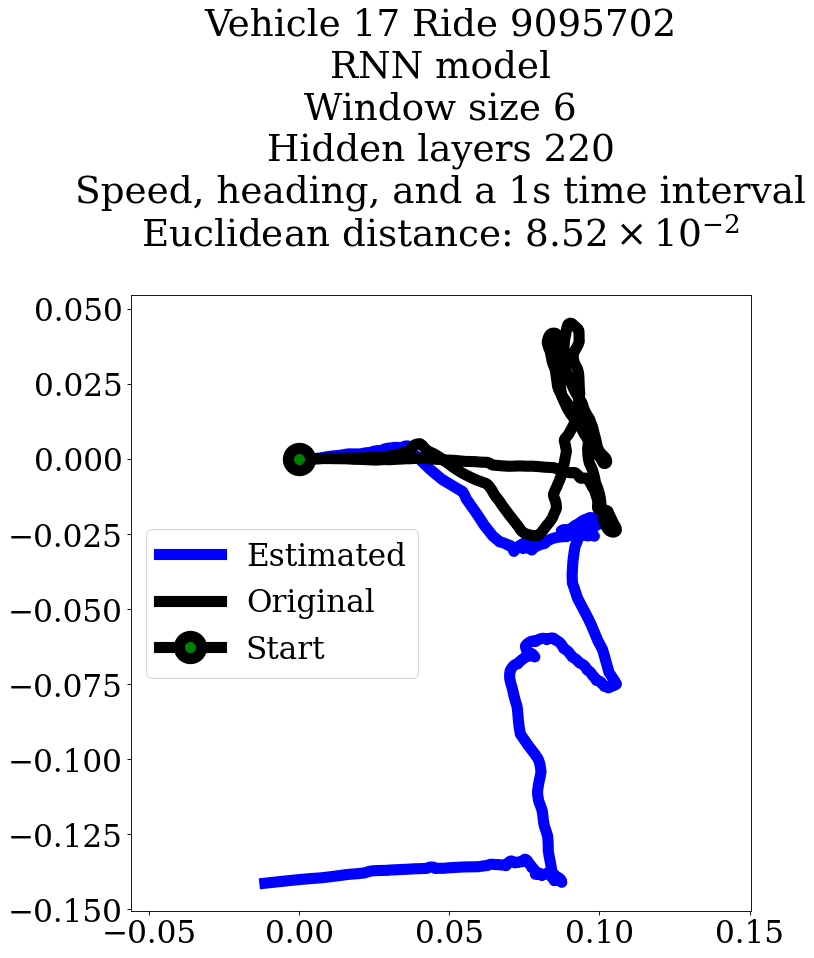 Vehicle 17 Ride 9095702
RNN model
Window size 6
Hidden layers 220
Speed, heading, and a 1s time interval
Euclidean distance: 8.52 × 10⁻²
0.050
0.025
0.000
−0.025
−0.050
−0.075
−0.100
−0.125
−0.150
Estimated
Original
Start
−0.05
0.00
0.05
0.10
0.15